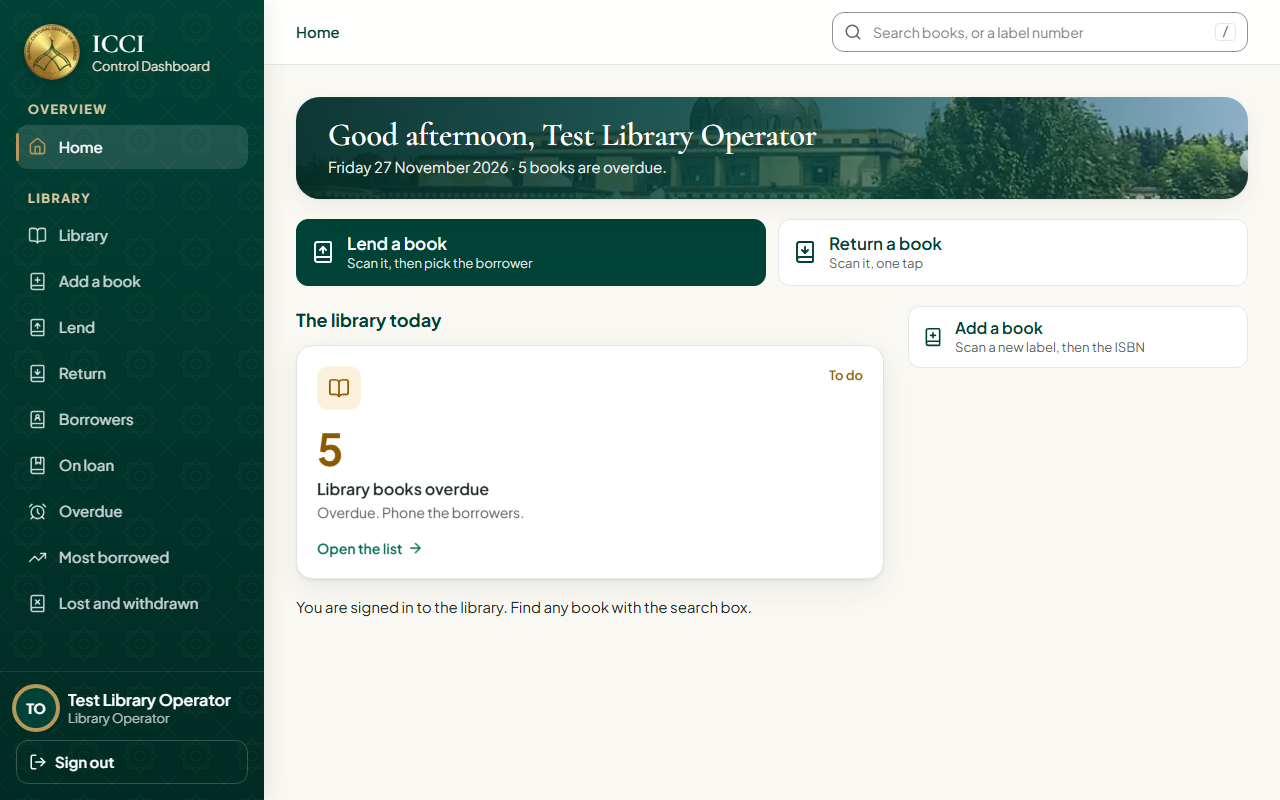 ICCI
Control Dashboard
OVERVIEW
Home
LIBRARY
Library
Add a book
Lend
Return
Borrowers
On loan
Overdue
Most borrowed
Lost and withdrawn
TO
Test Library Operator
Library Operator
Sign out
Home
Search books, or a label number
/
Good afternoon, Test Library Operator
Friday 27 November 2026 · 5 books are overdue.
Lend a book
Scan it, then pick the borrower
Return a book
Scan it, one tap
The library today
To do
5
Library books overdue
Overdue. Phone the borrowers.
Open the list →
You are signed in to the library. Find any book with the search box.
Add a book
Scan a new label, then the ISBN